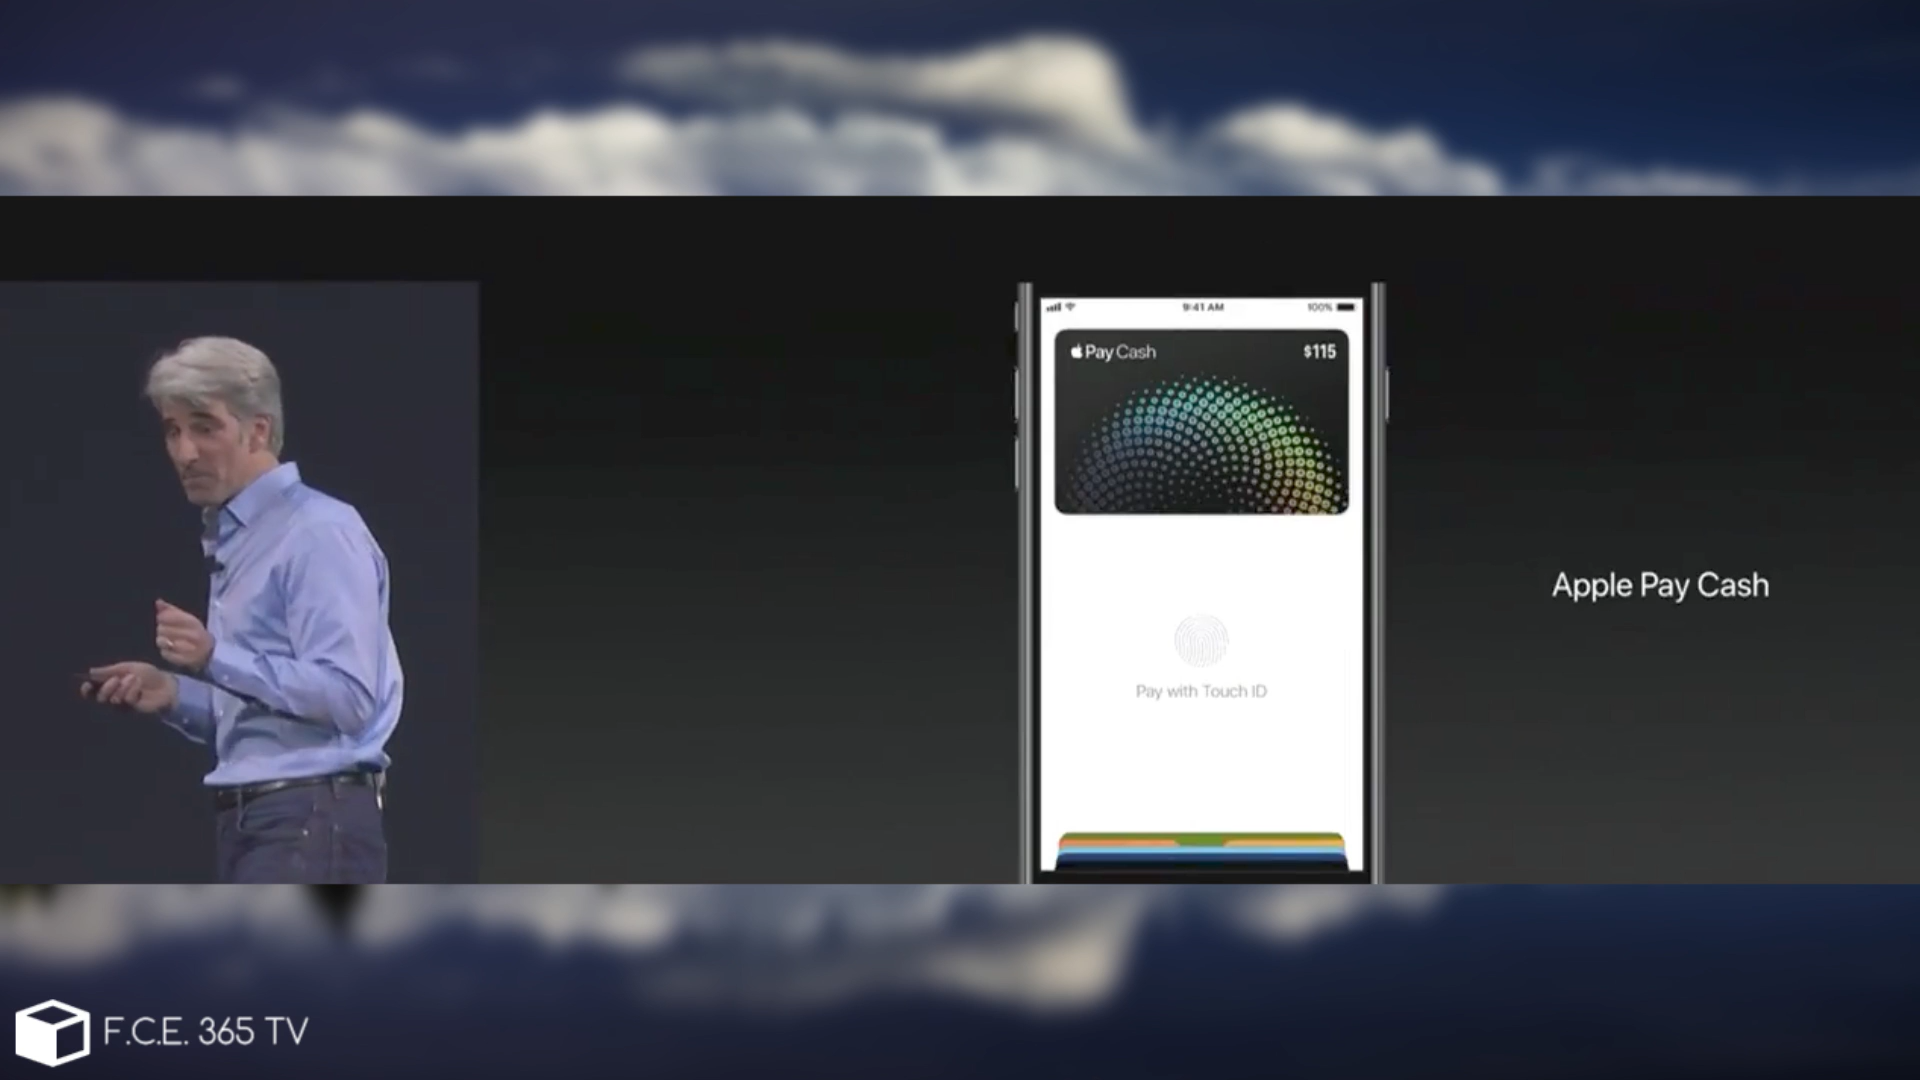 9:41 AM 100%
Pay Cash $115
Apple Pay Cash
Pay with Touch ID
F.C.E. 365 TV